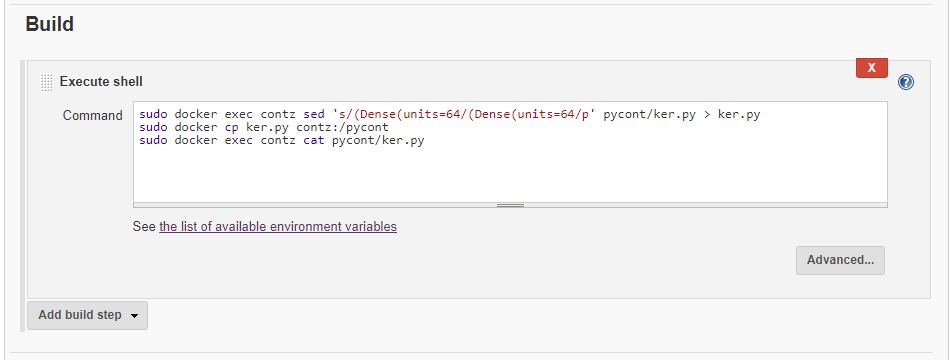 Build
Execute shell
X
?
Command
sudo docker exec contz sed 's/(Dense(units=64/(Dense(units=64/p' pycont/ker.py > ker.py
sudo docker cp ker.py contz:/pycont
sudo docker exec contz cat pycont/ker.py
See the list of available environment variables
Advanced...
Add build step